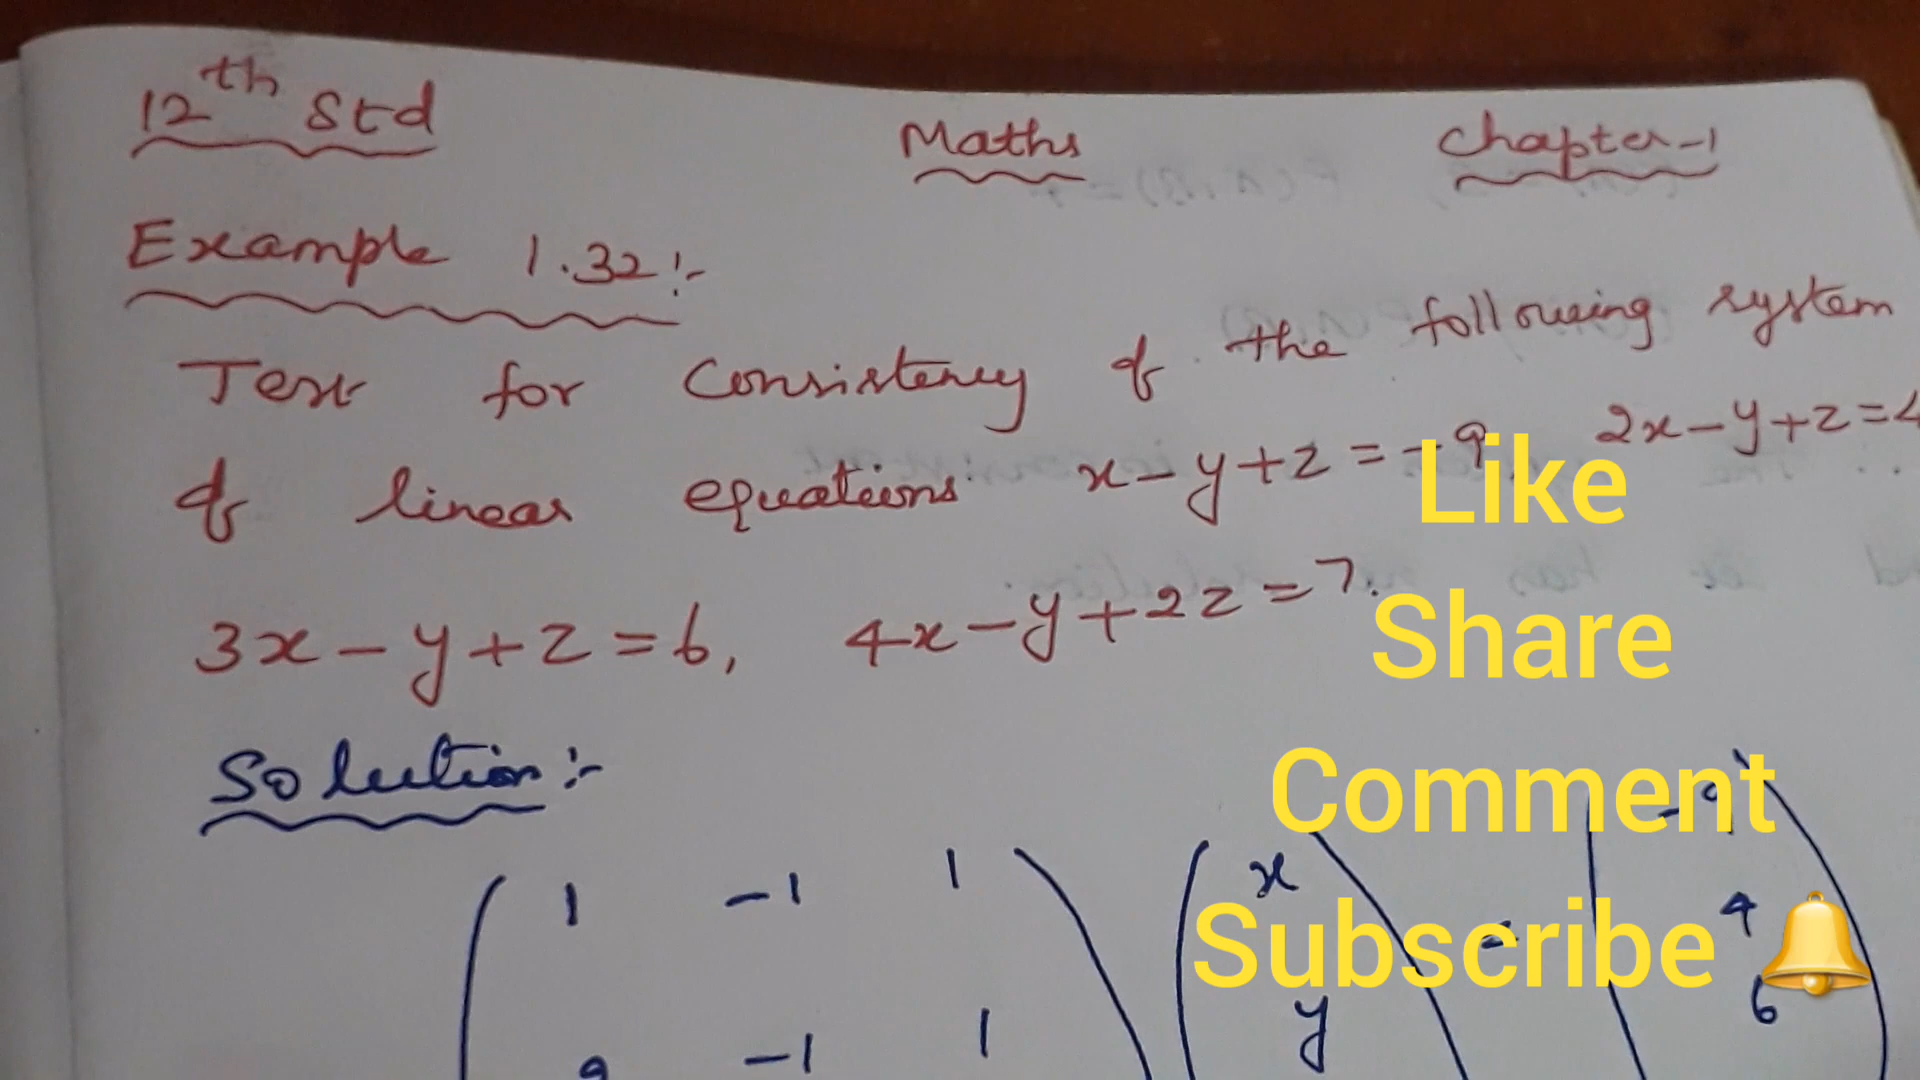 12th Std Maths Chapter-1
Example 1.32:-
Test for Consistency of the following system
of linear equations x-y+z=-9 2x-y+z=4
3x-y+z=6, 4x-y+2z=7.
Solution:-
1 -1 1 x = -9
4
-1 1 y 6
Like
Share
Comment
Subscribe 🔔